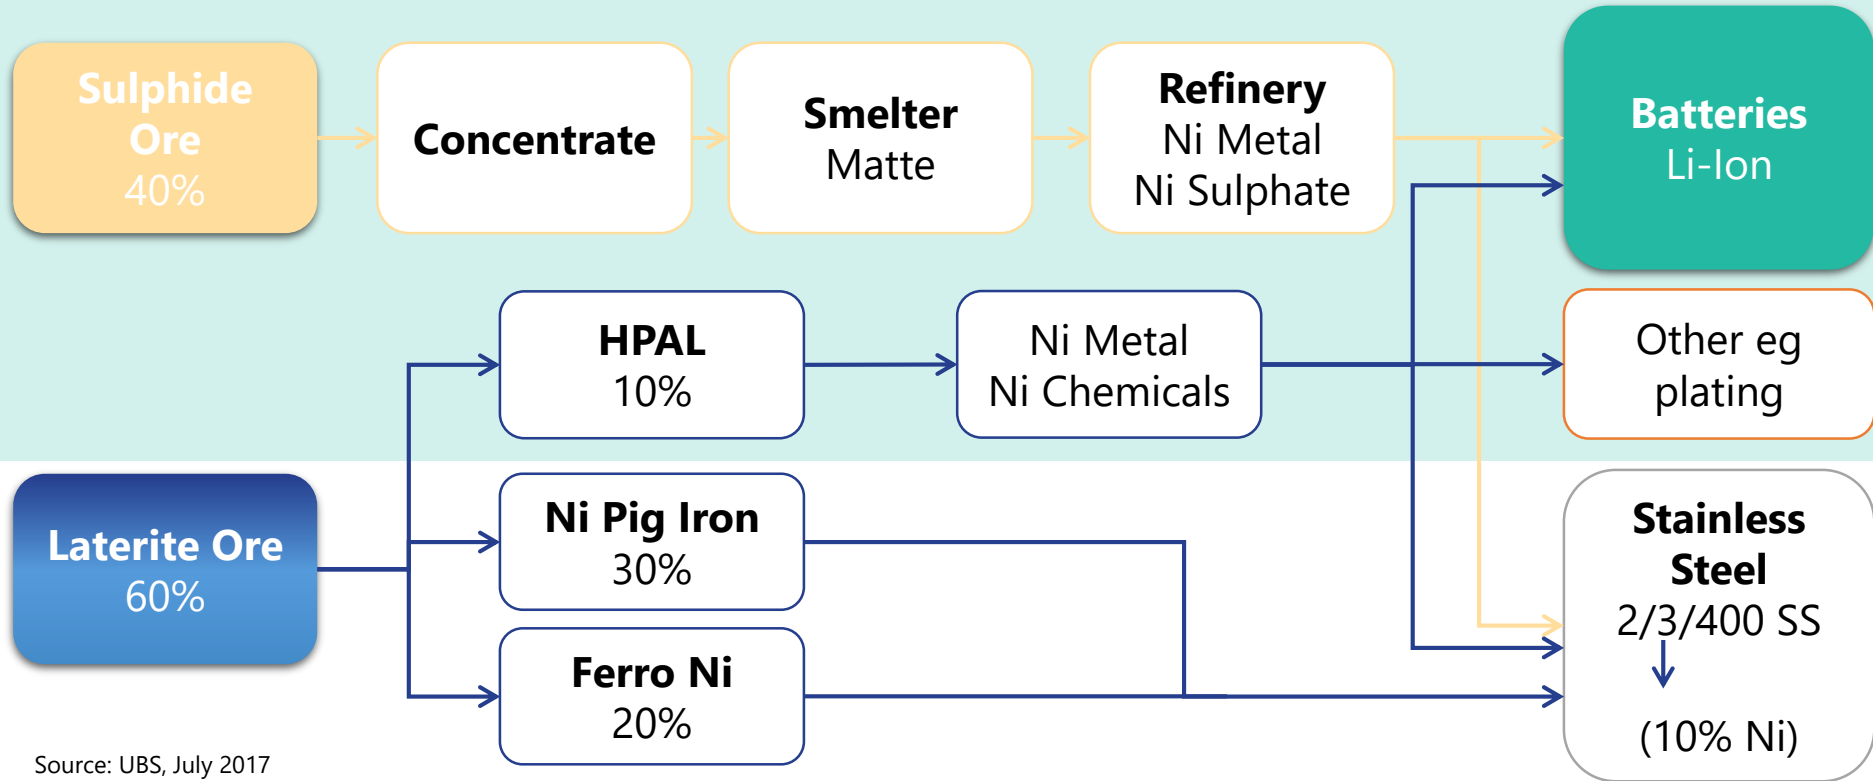 Sulphide
Ore
40%
Concentrate
Smelter
Matte
Refinery
Ni Metal
Ni Sulphate
Batteries
Li-Ion
HPAL
10%
Ni Metal
Ni Chemicals
Other eg
plating
Laterite Ore
60%
Ni Pig Iron
30%
Ferro Ni
20%
Stainless
Steel
2/3/400 SS
(10% Ni)
Source: UBS, July 2017